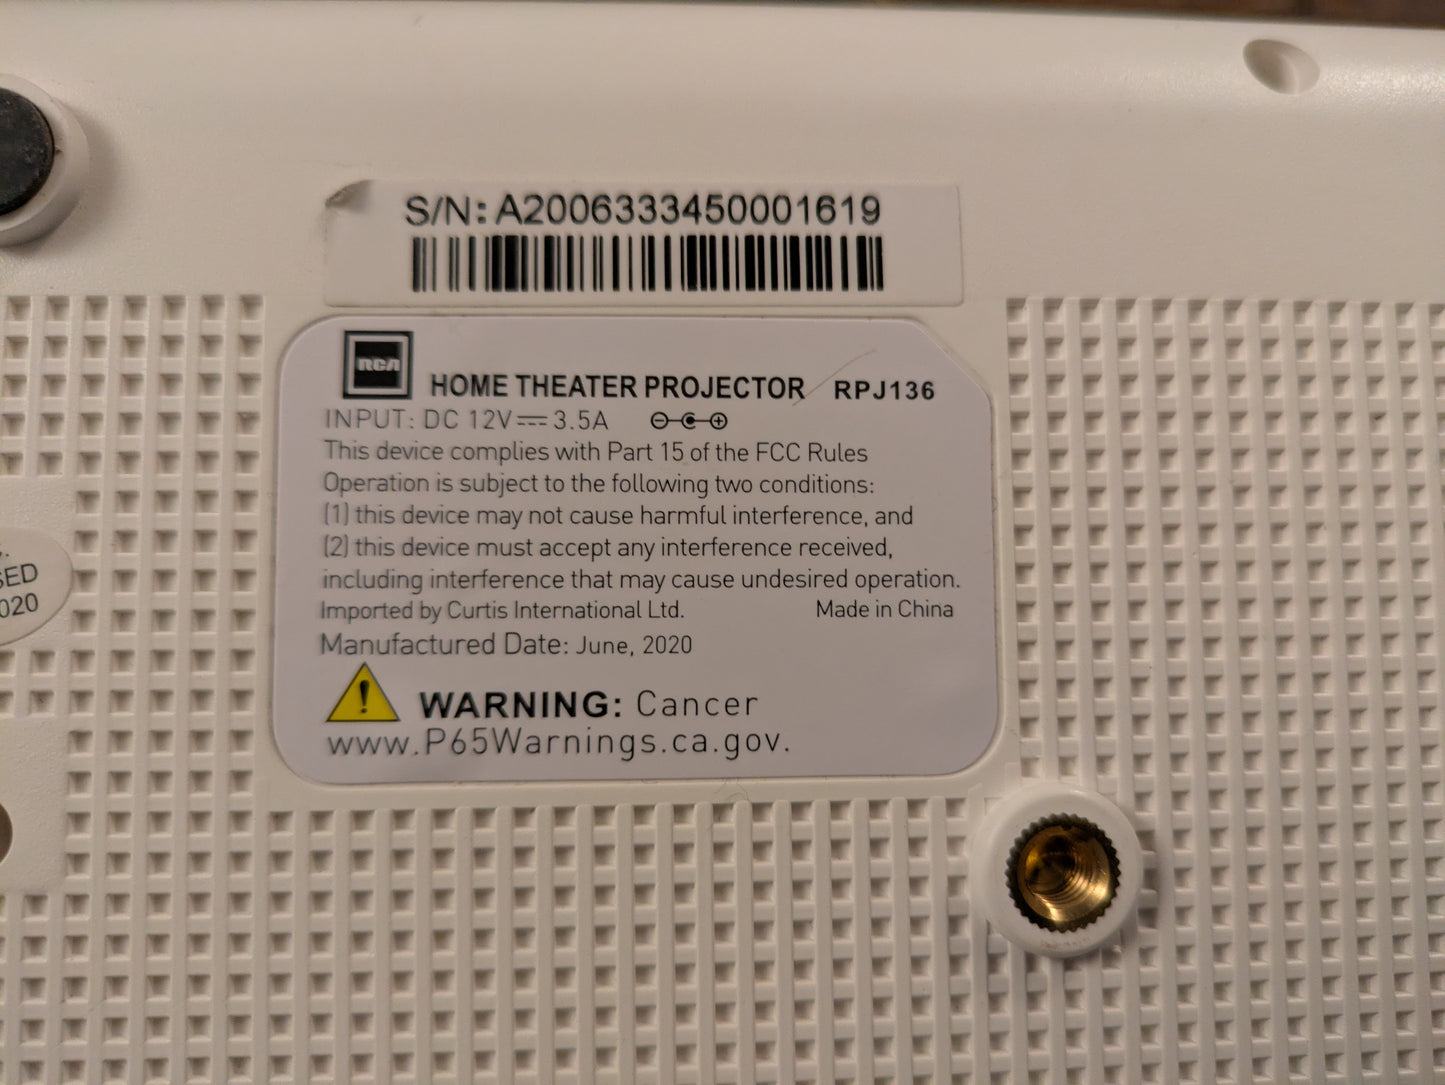 S/N: A2006333450001619
RCA
HOME THEATER PROJECTOR RPJ136
INPUT: DC 12V⎓3.5A
This device complies with Part 15 of the FCC Rules
Operation is subject to the following two conditions:
(1) this device may not cause harmful interference, and
(2) this device must accept any interference received,
including interference that may cause undesired operation.
Imported by Curtis International Ltd. Made in China
Manufactured Date: June, 2020
WARNING: Cancer
www.P65Warnings.ca.gov.